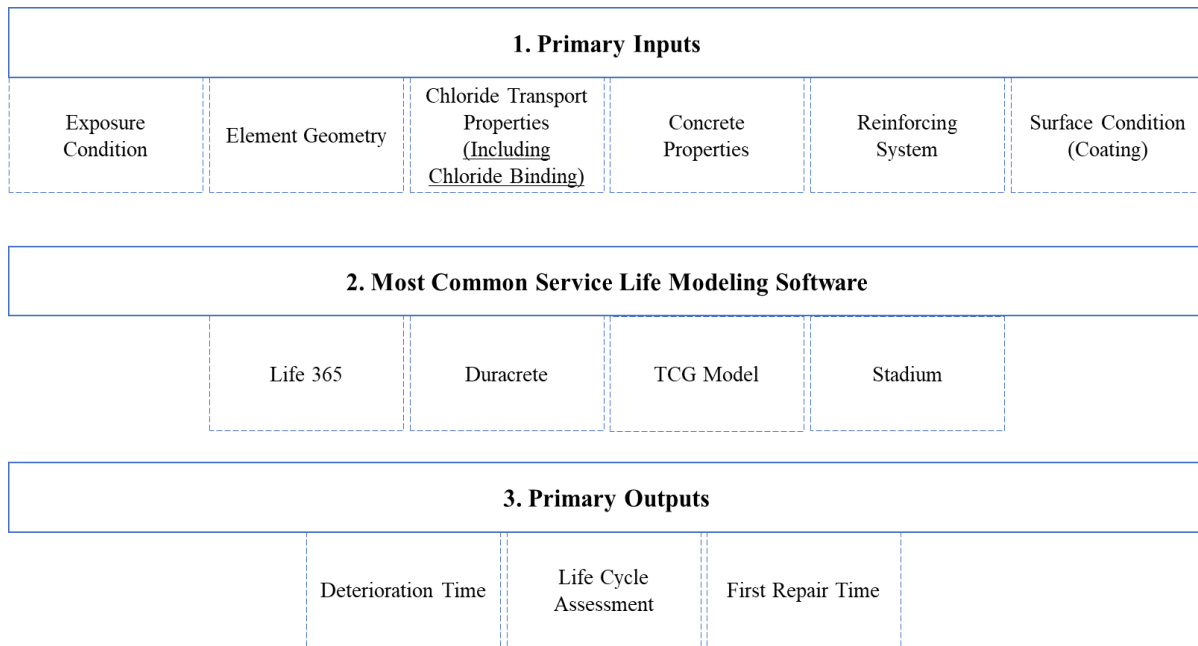 1. Primary Inputs
Exposure
Condition
Element Geometry
Chloride Transport
Properties
(Including
Chloride Binding)
Concrete
Properties
Reinforcing
System
Surface Condition
(Coating)
2. Most Common Service Life Modeling Software
Life 365
Duracrete
TCG Model
Stadium
3. Primary Outputs
Deterioration Time
Life Cycle
Assessment
First Repair Time